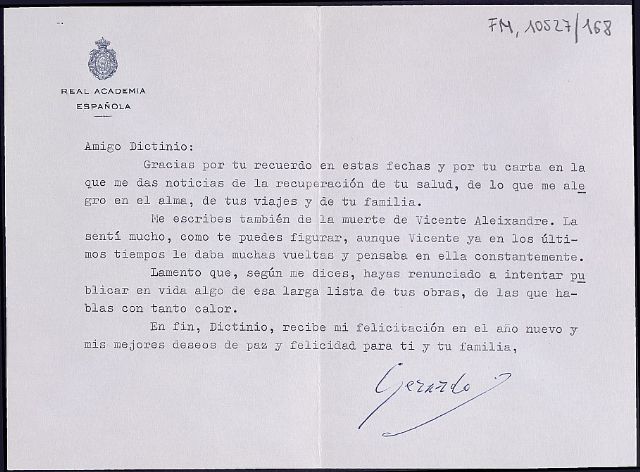 FM, 10527/168
REAL ACADEMIA
ESPAÑOLA
Amigo Dictinio:
Gracias por tu recuerdo en estas fechas y por tu carta en la
que me das noticias de la recuperación de tu salud, de lo que me ale
gro en el alma, de tus viajes y de tu familia.
Me escribes también de la muerte de Vicente Aleixandre. La
sentí mucho, como te puedes figurar, aunque Vicente ya en los últi-
mos tiempos le daba muchas vueltas y pensaba en ella constantemente.
Lamento que, según me dices, hayas renunciado a intentar pu
blicar en vida algo de esa larga lista de tus obras, de las que ha-
blas con tanto calor.
En fin, Dictinio, recibe mi felicitación en el año nuevo y
mis mejores deseos de paz y felicidad para ti y tu familia,
Gerardo